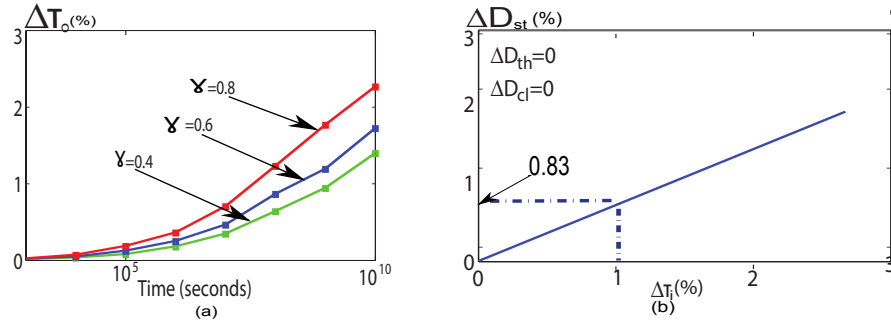 ΔT₀(%)
3
2
1
0
ɣ=0.8
ɣ=0.6
ɣ=0.4
10⁵
10¹⁰
Time (seconds)
(a)
ΔD_st(%)
3
2
1
0
ΔD_th=0
ΔD_cl=0
0.83
0
1
2
3
ΔT_i(%)
(b)